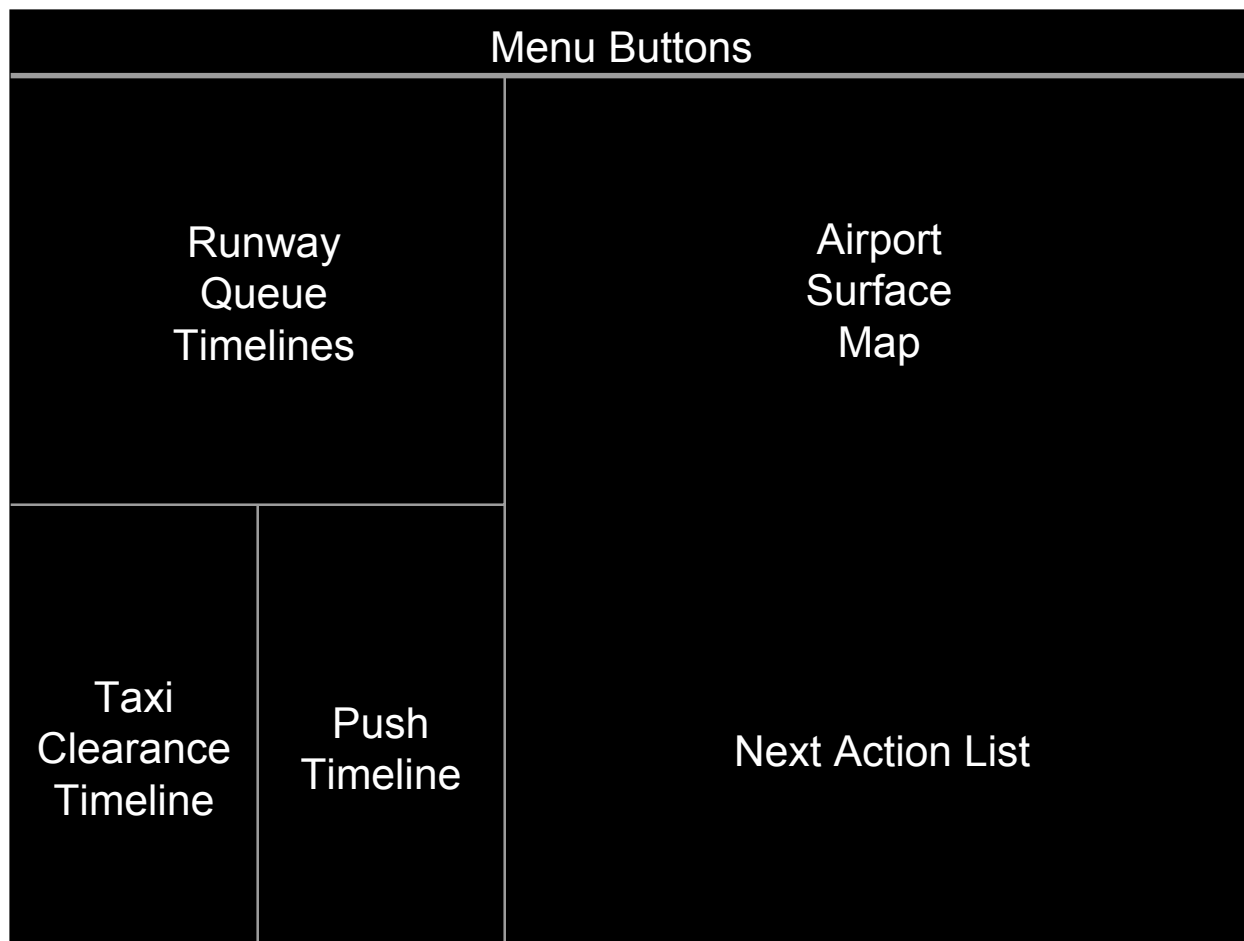 Menu Buttons
Runway
Queue
Timelines
Airport
Surface
Map
Taxi
Clearance
Timeline
Push
Timeline
Next Action List